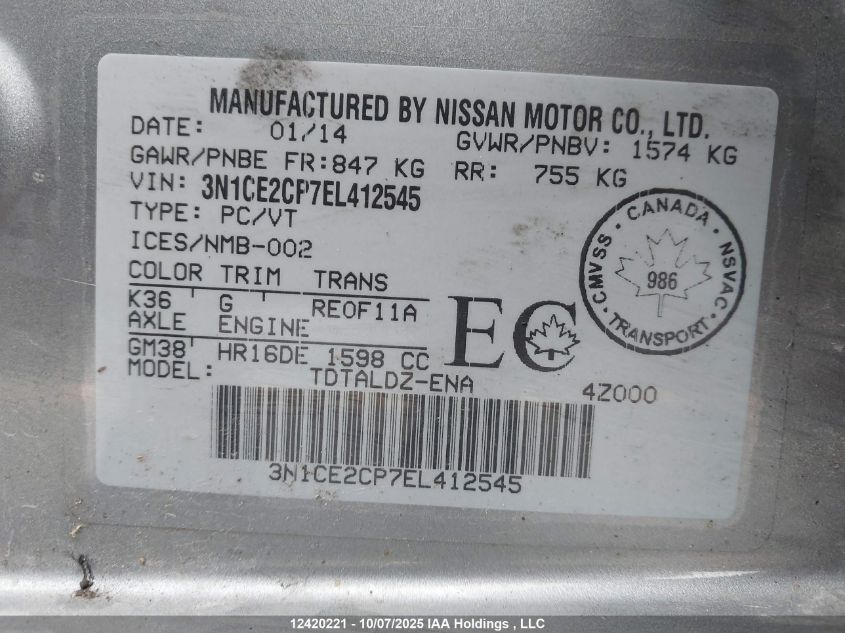 MANUFACTURED BY NISSAN MOTOR CO., LTD.
DATE: 01/14 GVWR/PNBV: 1574 KG
GAWR/PNBE FR:847 KG RR: 755 KG
VIN: 3N1CE2CP7EL412545
TYPE: PC/VT
ICES/NMB-002
COLOR TRIM TRANS
K36 ' G ' RE0F11A
AXLE ENGINE
GM38' HR16DE 1598 CC
MODEL: TDTALDZ-ENA 4Z000
EC
CANADA
CMVSS NSVAC
986
TRANSPORT
3N1CE2CP7EL412545
12420221 - 10/07/2025 IAA Holdings , LLC